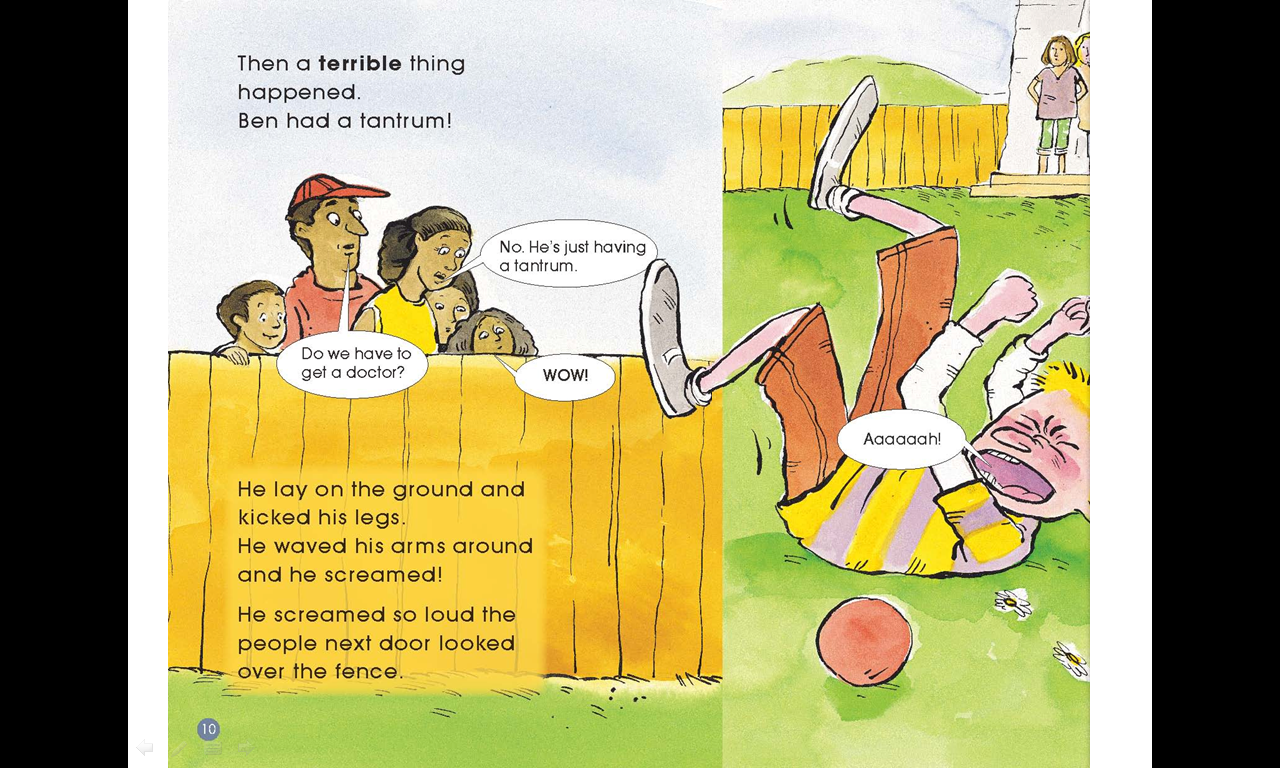 Then a terrible thing
happened.
Ben had a tantrum!
No. He's just having
a tantrum.
Do we have to
get a doctor?
WOW!
Aaaaaah!
He lay on the ground and
kicked his legs.
He waved his arms around
and he screamed!
He screamed so loud the
people next door looked
over the fence.
10